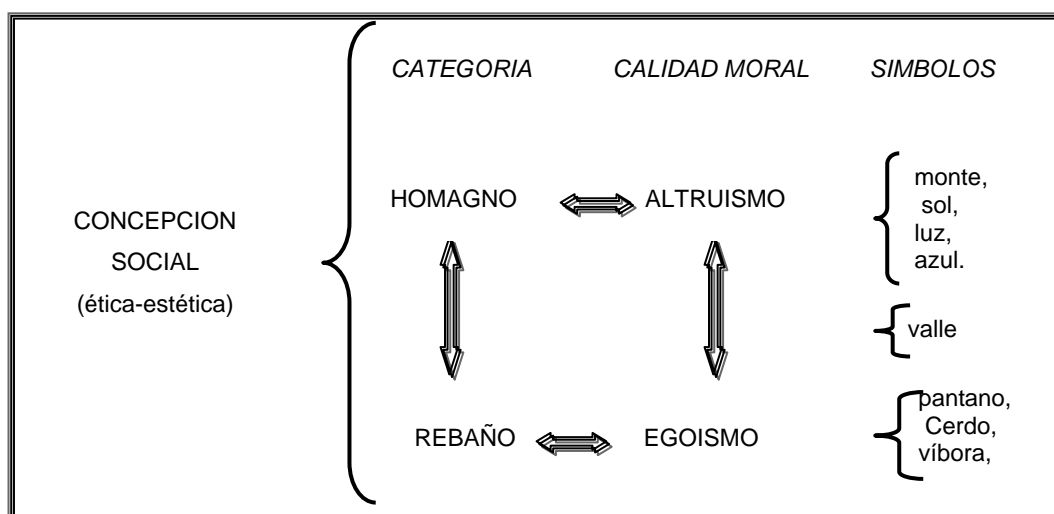 CATEGORIA CALIDAD MORAL SIMBOLOS
HOMAGNO ALTRUISMO
monte,
sol,
luz,
azul.
CONCEPCION
SOCIAL
(ética-estética)
valle
REBAÑO EGOISMO
pantano,
Cerdo,
víbora,